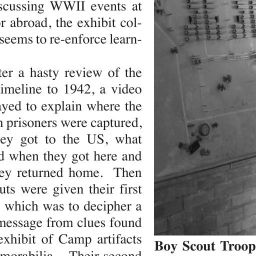 scussing WWII events at
r abroad, the exhibit col-
seems to re-enforce learn-
ter a hasty review of the
imeline to 1942, a video
ayed to explain where the
n prisoners were captured,
ey got to the US, what
d when they got here and
ey returned home. Then
uts were given their first
which was to decipher a
message from clues found
exhibit of Camp artifacts
morabilia. Their second
Boy Scout Troop